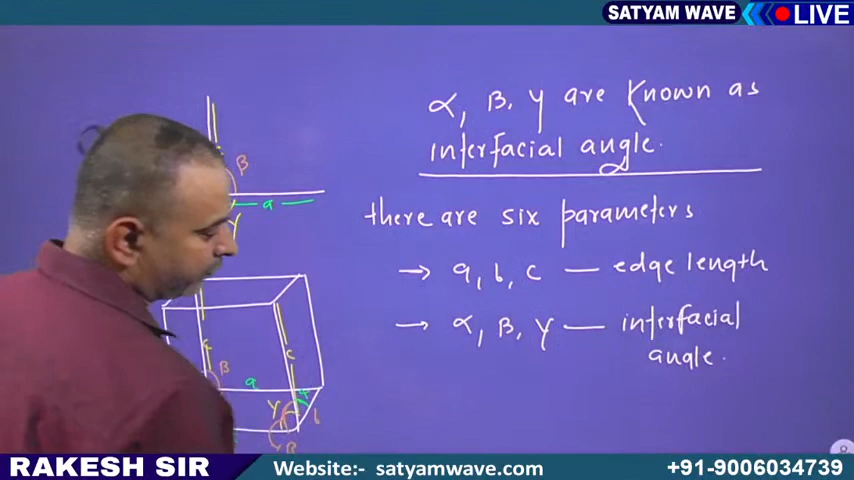 SATYAM WAVE LIVE
α, β, γ are known as
interfacial angle.
there are six parameters
→ a, b, c — edge length
→ α, β, γ — interfacial
angle.
β
a
γ
c
β
a
γ
b
β
RAKESH SIR Website:- satyamwave.com +91-9006034739